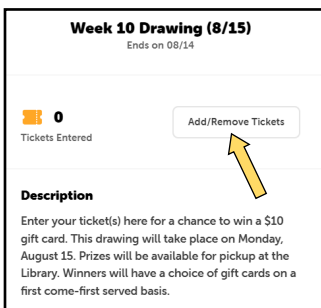 Week 10 Drawing (8/15)
Ends on 08/14
0
Tickets Entered
Add/Remove Tickets
Description
Enter your ticket(s) here for a chance to win a $10
gift card. This drawing will take place on Monday,
August 15. Prizes will be available for pickup at the
Library. Winners will have a choice of gift cards on a
first come-first served basis.